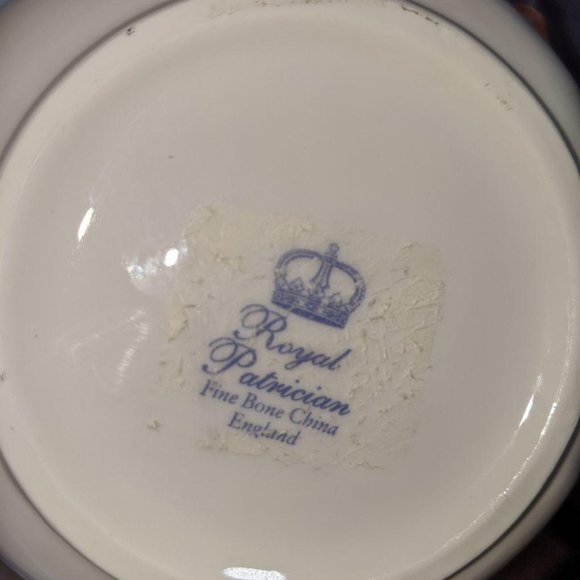 Royal
Patrician
Fine Bone China
England